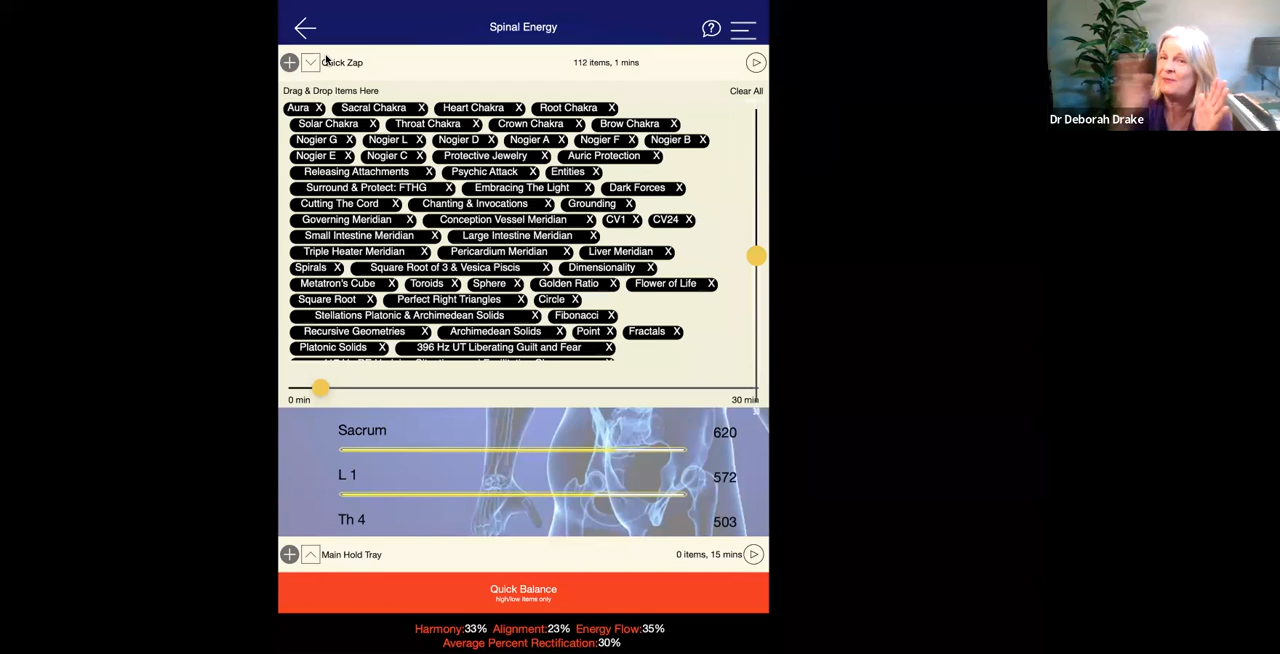 Spinal Energy
Quick Zap 112 items, 1 mins
Drag & Drop Items Here Clear All
Aura X Sacral Chakra X Heart Chakra X Root Chakra X
Solar Chakra X Throat Chakra X Crown Chakra X Brow Chakra X
Nogier G X Nogier L X Nogier D X Nogier A X Nogier F X Nogier B X
Nogier E X Nogier C X Protective Jewelry X Auric Protection X
Releasing Attachments X Psychic Attack X Entities X
Surround & Protect: FTHG X Embracing The Light X Dark Forces X
Cutting The Cord X Chanting & Invocations X Grounding X
Governing Meridian X Conception Vessel Meridian X CV1 X CV24 X
Small Intestine Meridian X Large Intestine Meridian X
Triple Heater Meridian X Pericardium Meridian X Liver Meridian X
Spirals X Square Root of 3 & Vesica Piscis X Dimensionality X
Metatron's Cube X Toroids X Sphere X Golden Ratio X Flower of Life X
Square Root X Perfect Right Triangles X Circle X
Stellations Platonic & Archimedean Solids X Fibonacci X
Recursive Geometries X Archimedean Solids X Point X Fractals X
Platonic Solids X 396 Hz UT Liberating Guilt and Fear X
0 min 30 min
Sacrum 620
L 1 572
Th 4 503
Main Hold Tray 0 items, 15 mins
Quick Balance
high/low items only
Harmony:33% Alignment:23% Energy Flow:35%
Average Percent Rectification:30%
Dr Deborah Drake